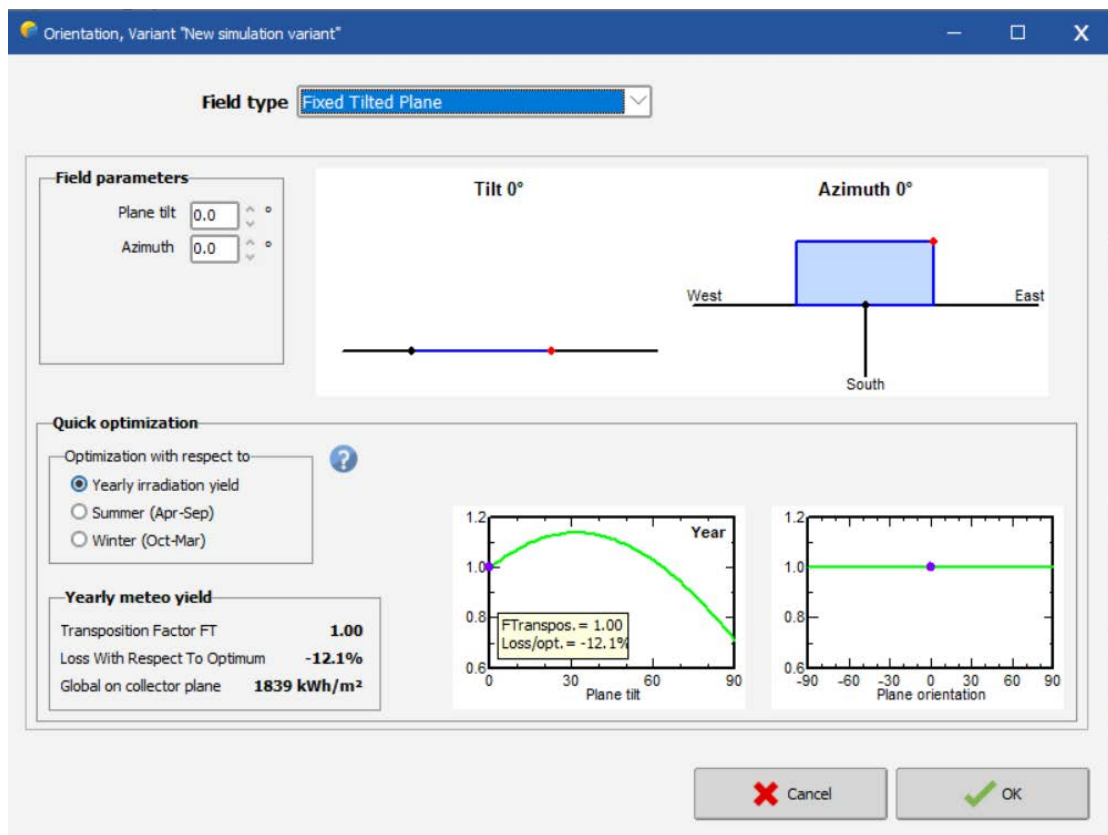 Orientation, Variant "New simulation variant"
Field type Fixed Tilted Plane
Field parameters
Plane tilt 0.0 °
Azimuth 0.0 °
Tilt 0°
Azimuth 0°
West East
South
Quick optimization
Optimization with respect to
Yearly irradiation yield
Summer (Apr-Sep)
Winter (Oct-Mar)
?
Yearly meteo yield
Transposition Factor FT 1.00
Loss With Respect To Optimum -12.1%
Global on collector plane 1839 kWh/m²
1.2
Year
1.0
0.8
FTranspos. = 1.00
Loss/opt. = -12.1%
0.6
0 30 60 90
Plane tilt
1.2
1.0
0.8
0.6
-90 -60 -30 0 30 60 90
Plane orientation
Cancel
OK